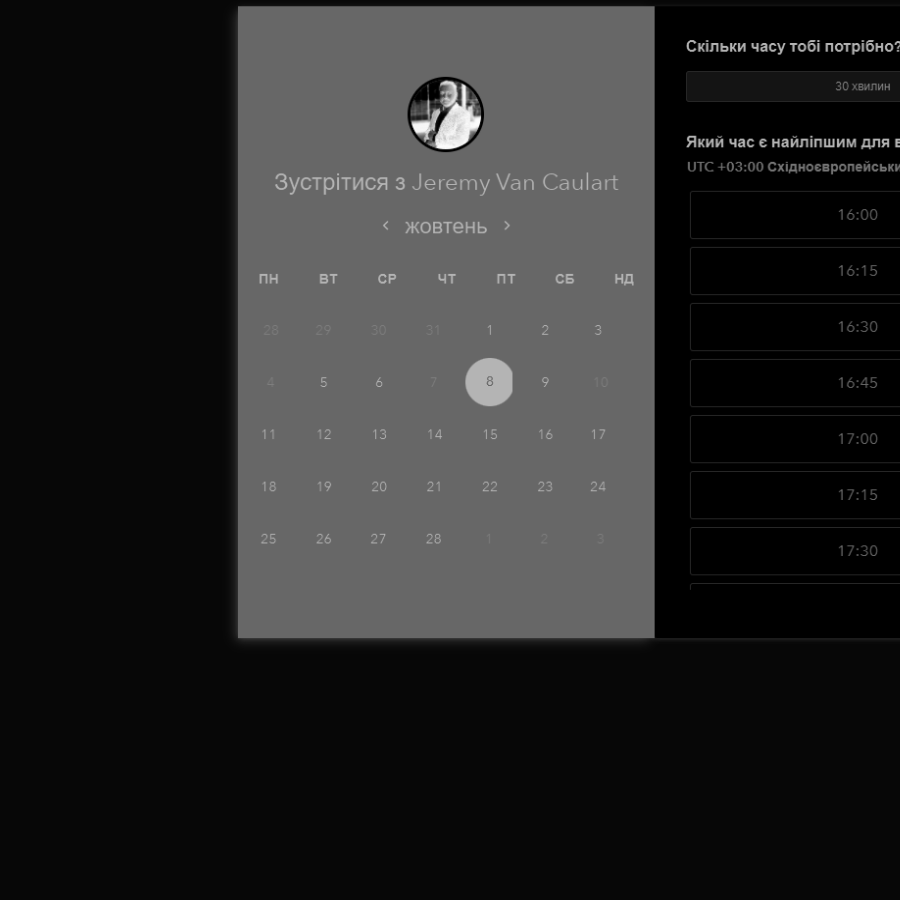 Зустрітися з Jeremy Van Caulart
‹ жовтень ›
ПН ВТ СР ЧТ ПТ СБ НД
28 29 30 31 1 2 3
4 5 6 7 8 9 10
11 12 13 14 15 16 17
18 19 20 21 22 23 24
25 26 27 28 1 2 3
Скільки часу тобі потрібно?
30 хвилин
Який час є найліпшим для
UTC +03:00
16:00
16:15
16:30
16:45
17:00
17:15
17:30